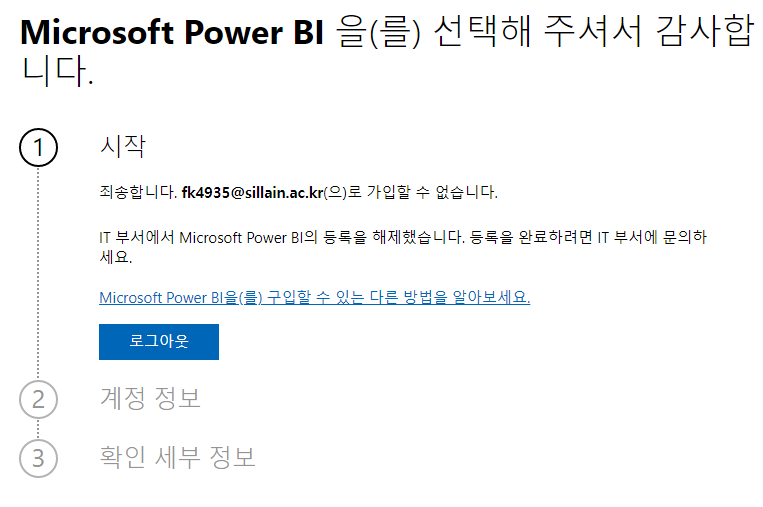 Microsoft Power BI 을(를) 선택해 주셔서 감사합
니다.
1 시작
죄송합니다. fk4935@sillain.ac.kr(으)로 가입할 수 없습니다.
IT 부서에서 Microsoft Power BI의 등록을 해제했습니다. 등록을 완료하려면 IT 부서에 문의하
세요.
Microsoft Power BI을(를) 구입할 수 있는 다른 방법을 알아보세요.
로그아웃
2 계정 정보
3 확인 세부 정보